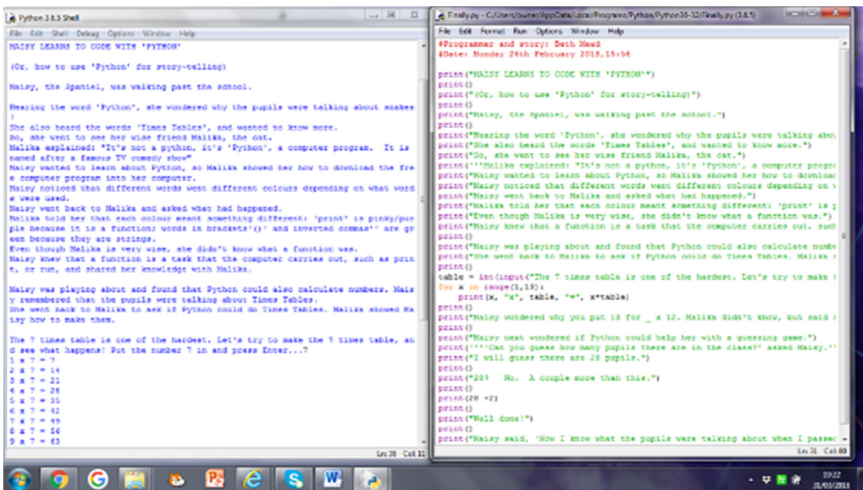 Python 3.6.5 Shell
File Edit Shell Debug Options Window Help
MAISY LEARNS TO CODE WITH 'PYTHON'
(Or, how to use 'Python' for story-telling)
Maisy, the Spaniel, was walking past the school.
Hearing the word 'Python', she wondered why the pupils were talking about snakes
!
She also heard the words 'Times Tables', and wanted to know more.
So, she went to see her wise friend Malika, the cat.
Malika explained: "It's not a python, it's 'Python', a computer program. It is
named after a famous TV comedy show"
Maisy wanted to learn about Python, so Malika showed her how to download the fre
e computer program into her computer.
Maisy noticed that different words went different colours depending on what word
s were used.
Maisy went back to Malika and asked what had happened.
Malika told her that each colour meant something different: 'print' is pinky/pur
ple because it is a function; words in brackets'()' and inverted commas'' are gr
een because they are strings.
Even though Malika is very wise, she didn't know what a function was.
Maisy knew that a function is a task that the computer carries out, such as prin
t, or run, and shared her knowledge with Malika.
Maisy was playing about and found that Python could also calculate numbers. Mais
y remembered that the pupils were talking about Times Tables.
She went back to Malika to ask if Python could do Times Tables. Malika showed Ma
isy how to make them.
The 7 times table is one of the hardest. Let's try to make the 7 times table, an
d see what happens! Put the number 7 in and press Enter...7
1 x 7 = 7
2 x 7 = 14
3 x 7 = 21
4 x 7 = 28
5 x 7 = 35
6 x 7 = 42
7 x 7 = 49
8 x 7 = 56
9 x 7 = 63
Finally.py - C:/Users/owner/AppData/Local/Programs/Python/Python36-32/Finally.py (3.6.5)
File Edit Format Run Options Window Help
#Programmer and story: Beth Mead
#Date: Monday 26th February 2018,15:56
print("MAISY LEARNS TO CODE WITH 'PYTHON'")
print()
print("(Or, how to use 'Python' for story-telling)")
print()
print("Maisy, the Spaniel, was walking past the school.")
print()
print("Hearing the word 'Python', she wondered why the pupils were talking abou
print("She also heard the words 'Times Tables', and wanted to know more.")
print("So, she went to see her wise friend Malika, the cat.")
print('''Malika explained: "It's not a python, it's 'Python', a computer progra
print("Maisy wanted to learn about Python, so Malika showed her how to download
print("Maisy noticed that different words went different colours depending on w
print("Maisy went back to Malika and asked what had happened.")
print("Malika told her that each colour meant something different: 'print' is p
print("Even though Malika is very wise, she didn't know what a function was.")
print("Maisy knew that a function is a task that the computer carries out, such
print()
print("Maisy was playing about and found that Python could also calculate numbe
print("She went back to Malika to ask if Python could do Times Tables. Malika s
print()
table = int(input("The 7 times table is one of the hardest. Let's try to make t
for x in range(1,13):
print(x, "x", table, "=", x*table)
print()
print("Maisy wondered why you put 13 for _ x 12. Malika didn't know, but said
print()
print("Maisy next wondered if Python could help her with a guessing game.")
print('''"Can you guess how many pupils there are in the class?" asked Maisy.''
print("I will guess there are 28 pupils.")
print()
print("28? No. A couple more than this.")
print()
print(28 +2)
print()
print("Well done!")
print()
print("Maisy said, 'Now I know what the pupils were talking about when I passed
Ln: 38 Col: 11
Ln: 31 Col: 80
19:22
31/03/2018